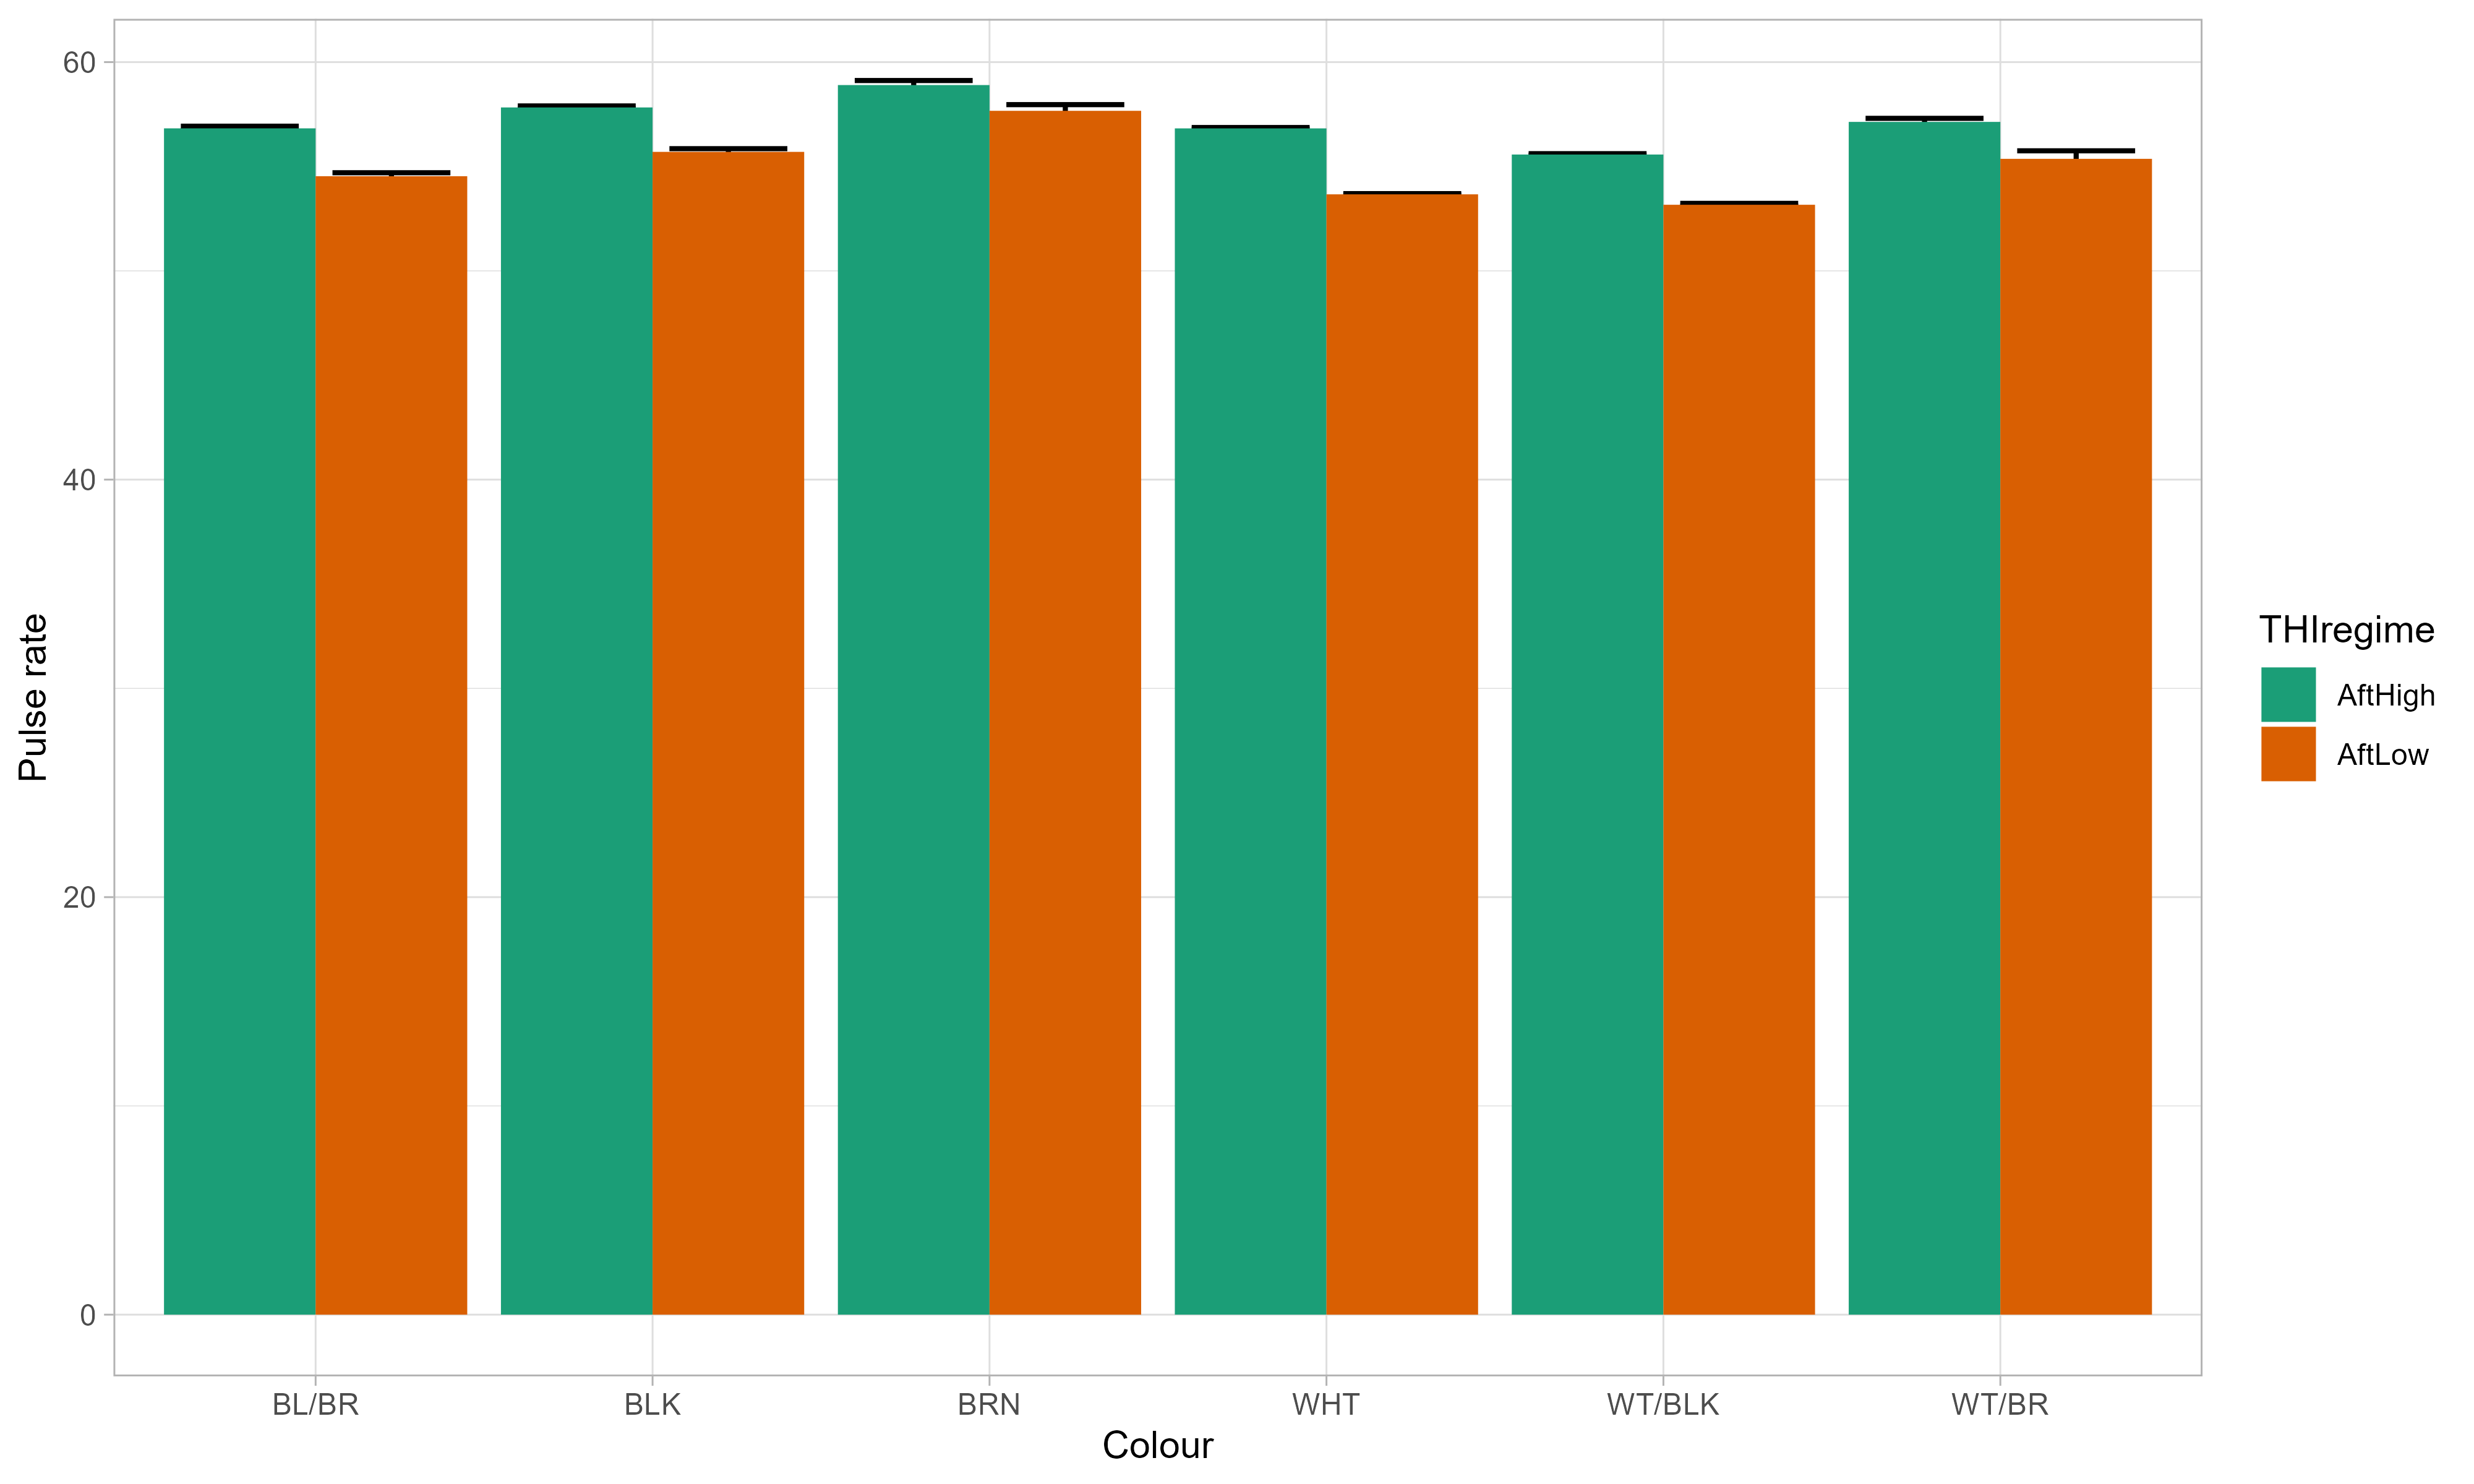 60
40
20
0
Pulse rate
BL/BR BLK BRN WHT WT/BLK WT/BR
Colour
THIregime
AftHigh
AftLow